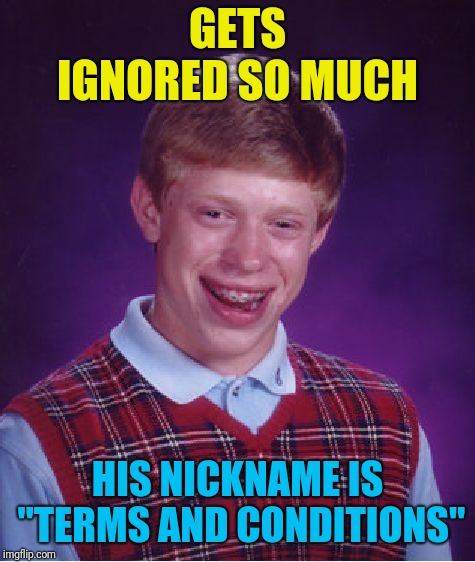 GETS
IGNORED SO MUCH
HIS NICKNAME IS
"TERMS AND CONDITIONS"
imgflip.com